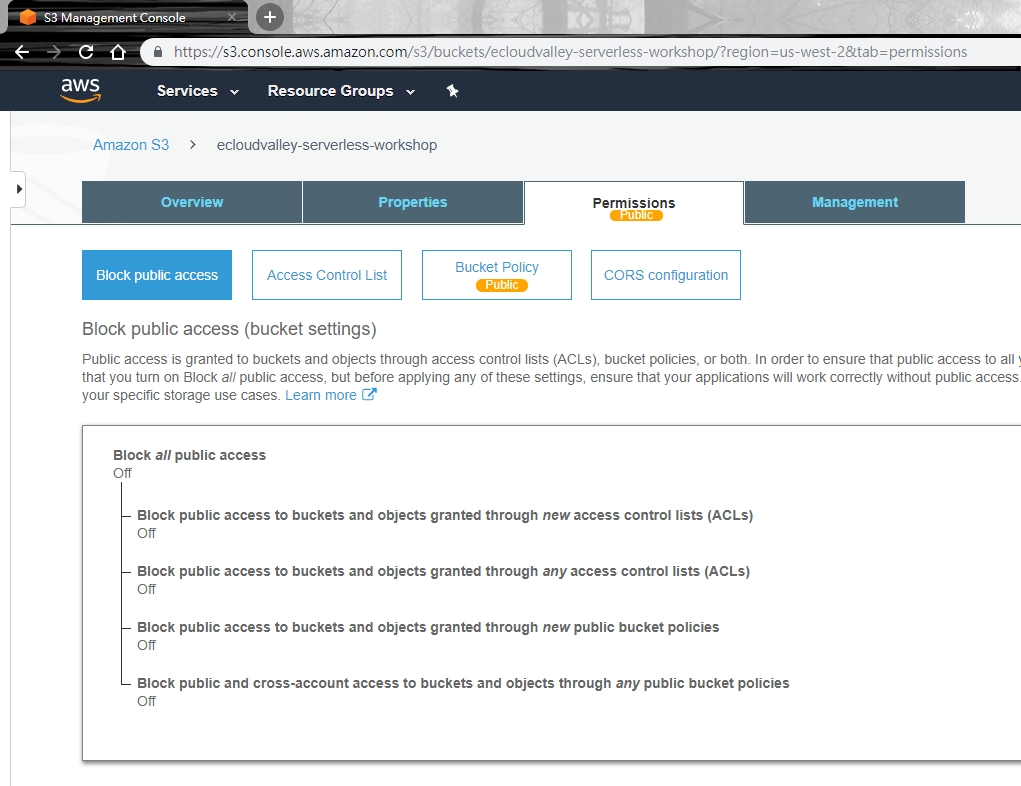 S3 Management Console
https://s3.console.aws.amazon.com/s3/buckets/ecloudvalley-serverless-workshop/?region=us-west-2&tab=permissions
aws Services Resource Groups
Amazon S3 > ecloudvalley-serverless-workshop
Overview Properties Permissions Management
Public
Block public access Access Control List Bucket Policy CORS configuration
Public
Block public access (bucket settings)
Public access is granted to buckets and objects through access control lists (ACLs), bucket policies, or both. In order to ensure that public access to all
that you turn on Block all public access, but before applying any of these settings, ensure that your applications will work correctly without public access.
your specific storage use cases. Learn more
Block all public access
Off
Block public access to buckets and objects granted through new access control lists (ACLs)
Off
Block public access to buckets and objects granted through any access control lists (ACLs)
Off
Block public access to buckets and objects granted through new public bucket policies
Off
Block public and cross-account access to buckets and objects through any public bucket policies
Off